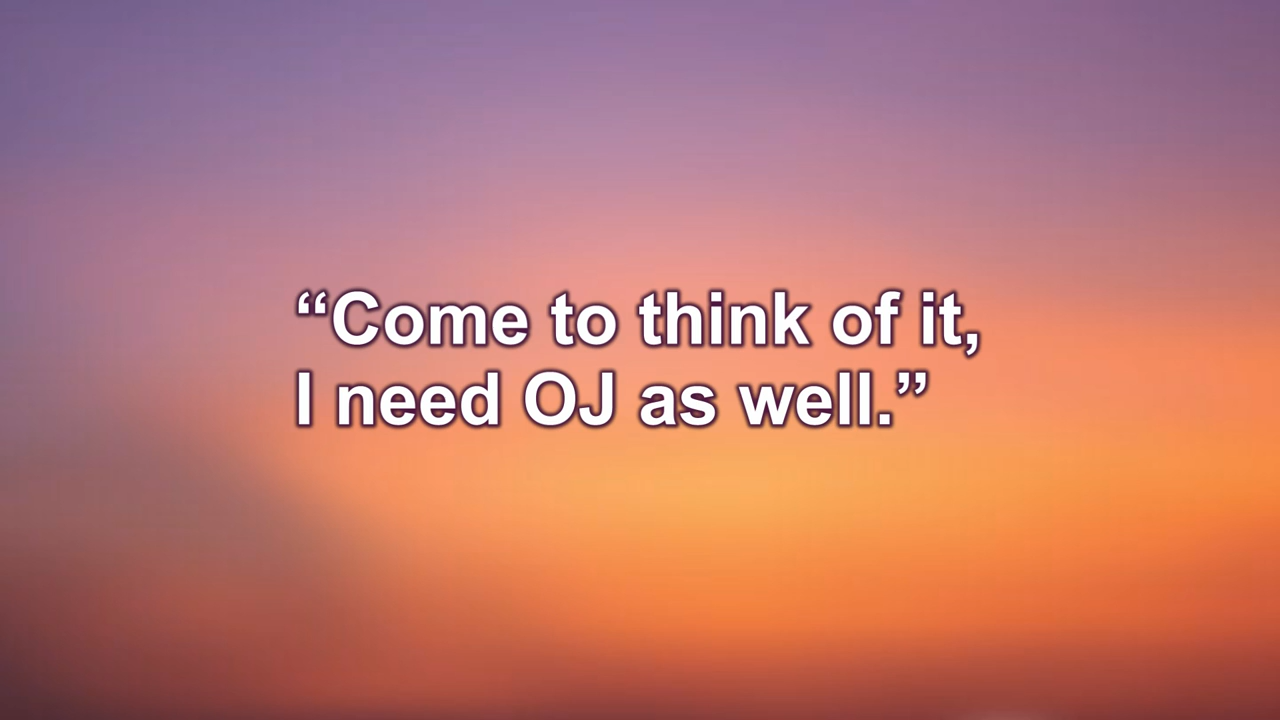 “Come to think of it,
I need OJ as well.”